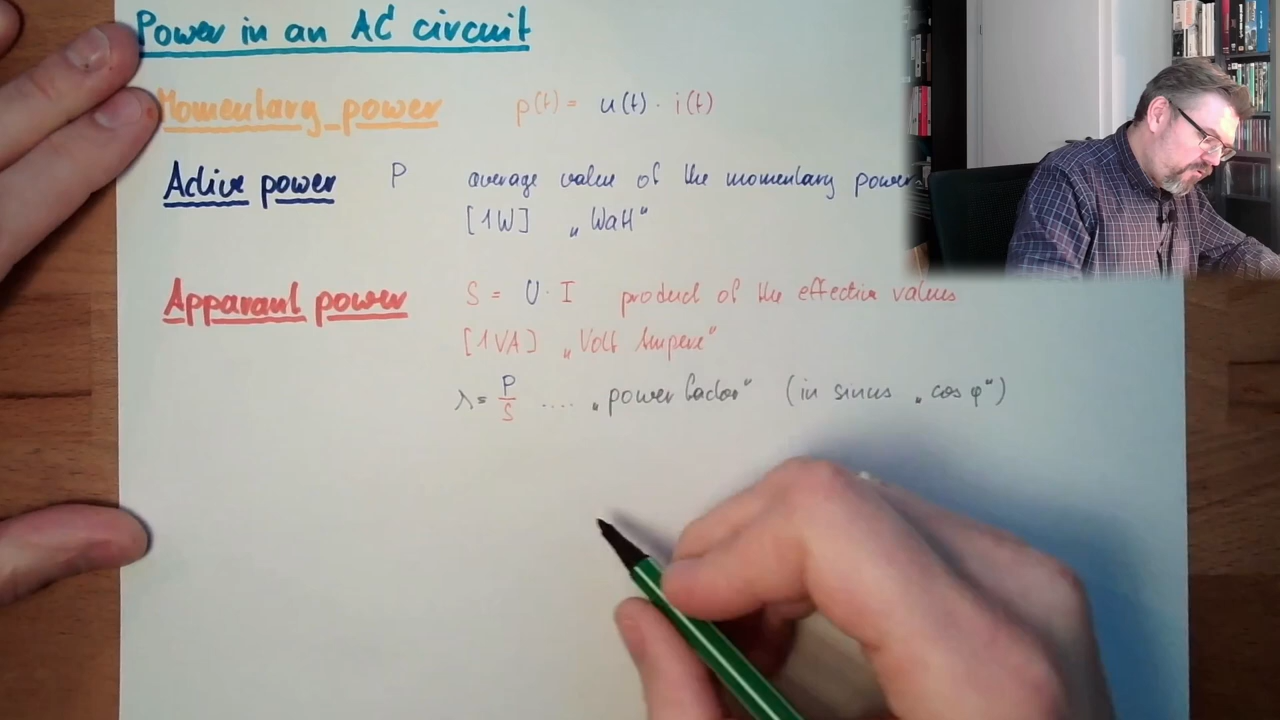 Power in an AC circuit
Momentary power p(t) = u(t) · i(t)
Active power P average value of the momentary power
[1W] „Watt"
Apparant power S = U · I product of the effective values
[1VA] „Volt Ampere"
λ = P/S .... „power factor" (in sinus „cos φ")